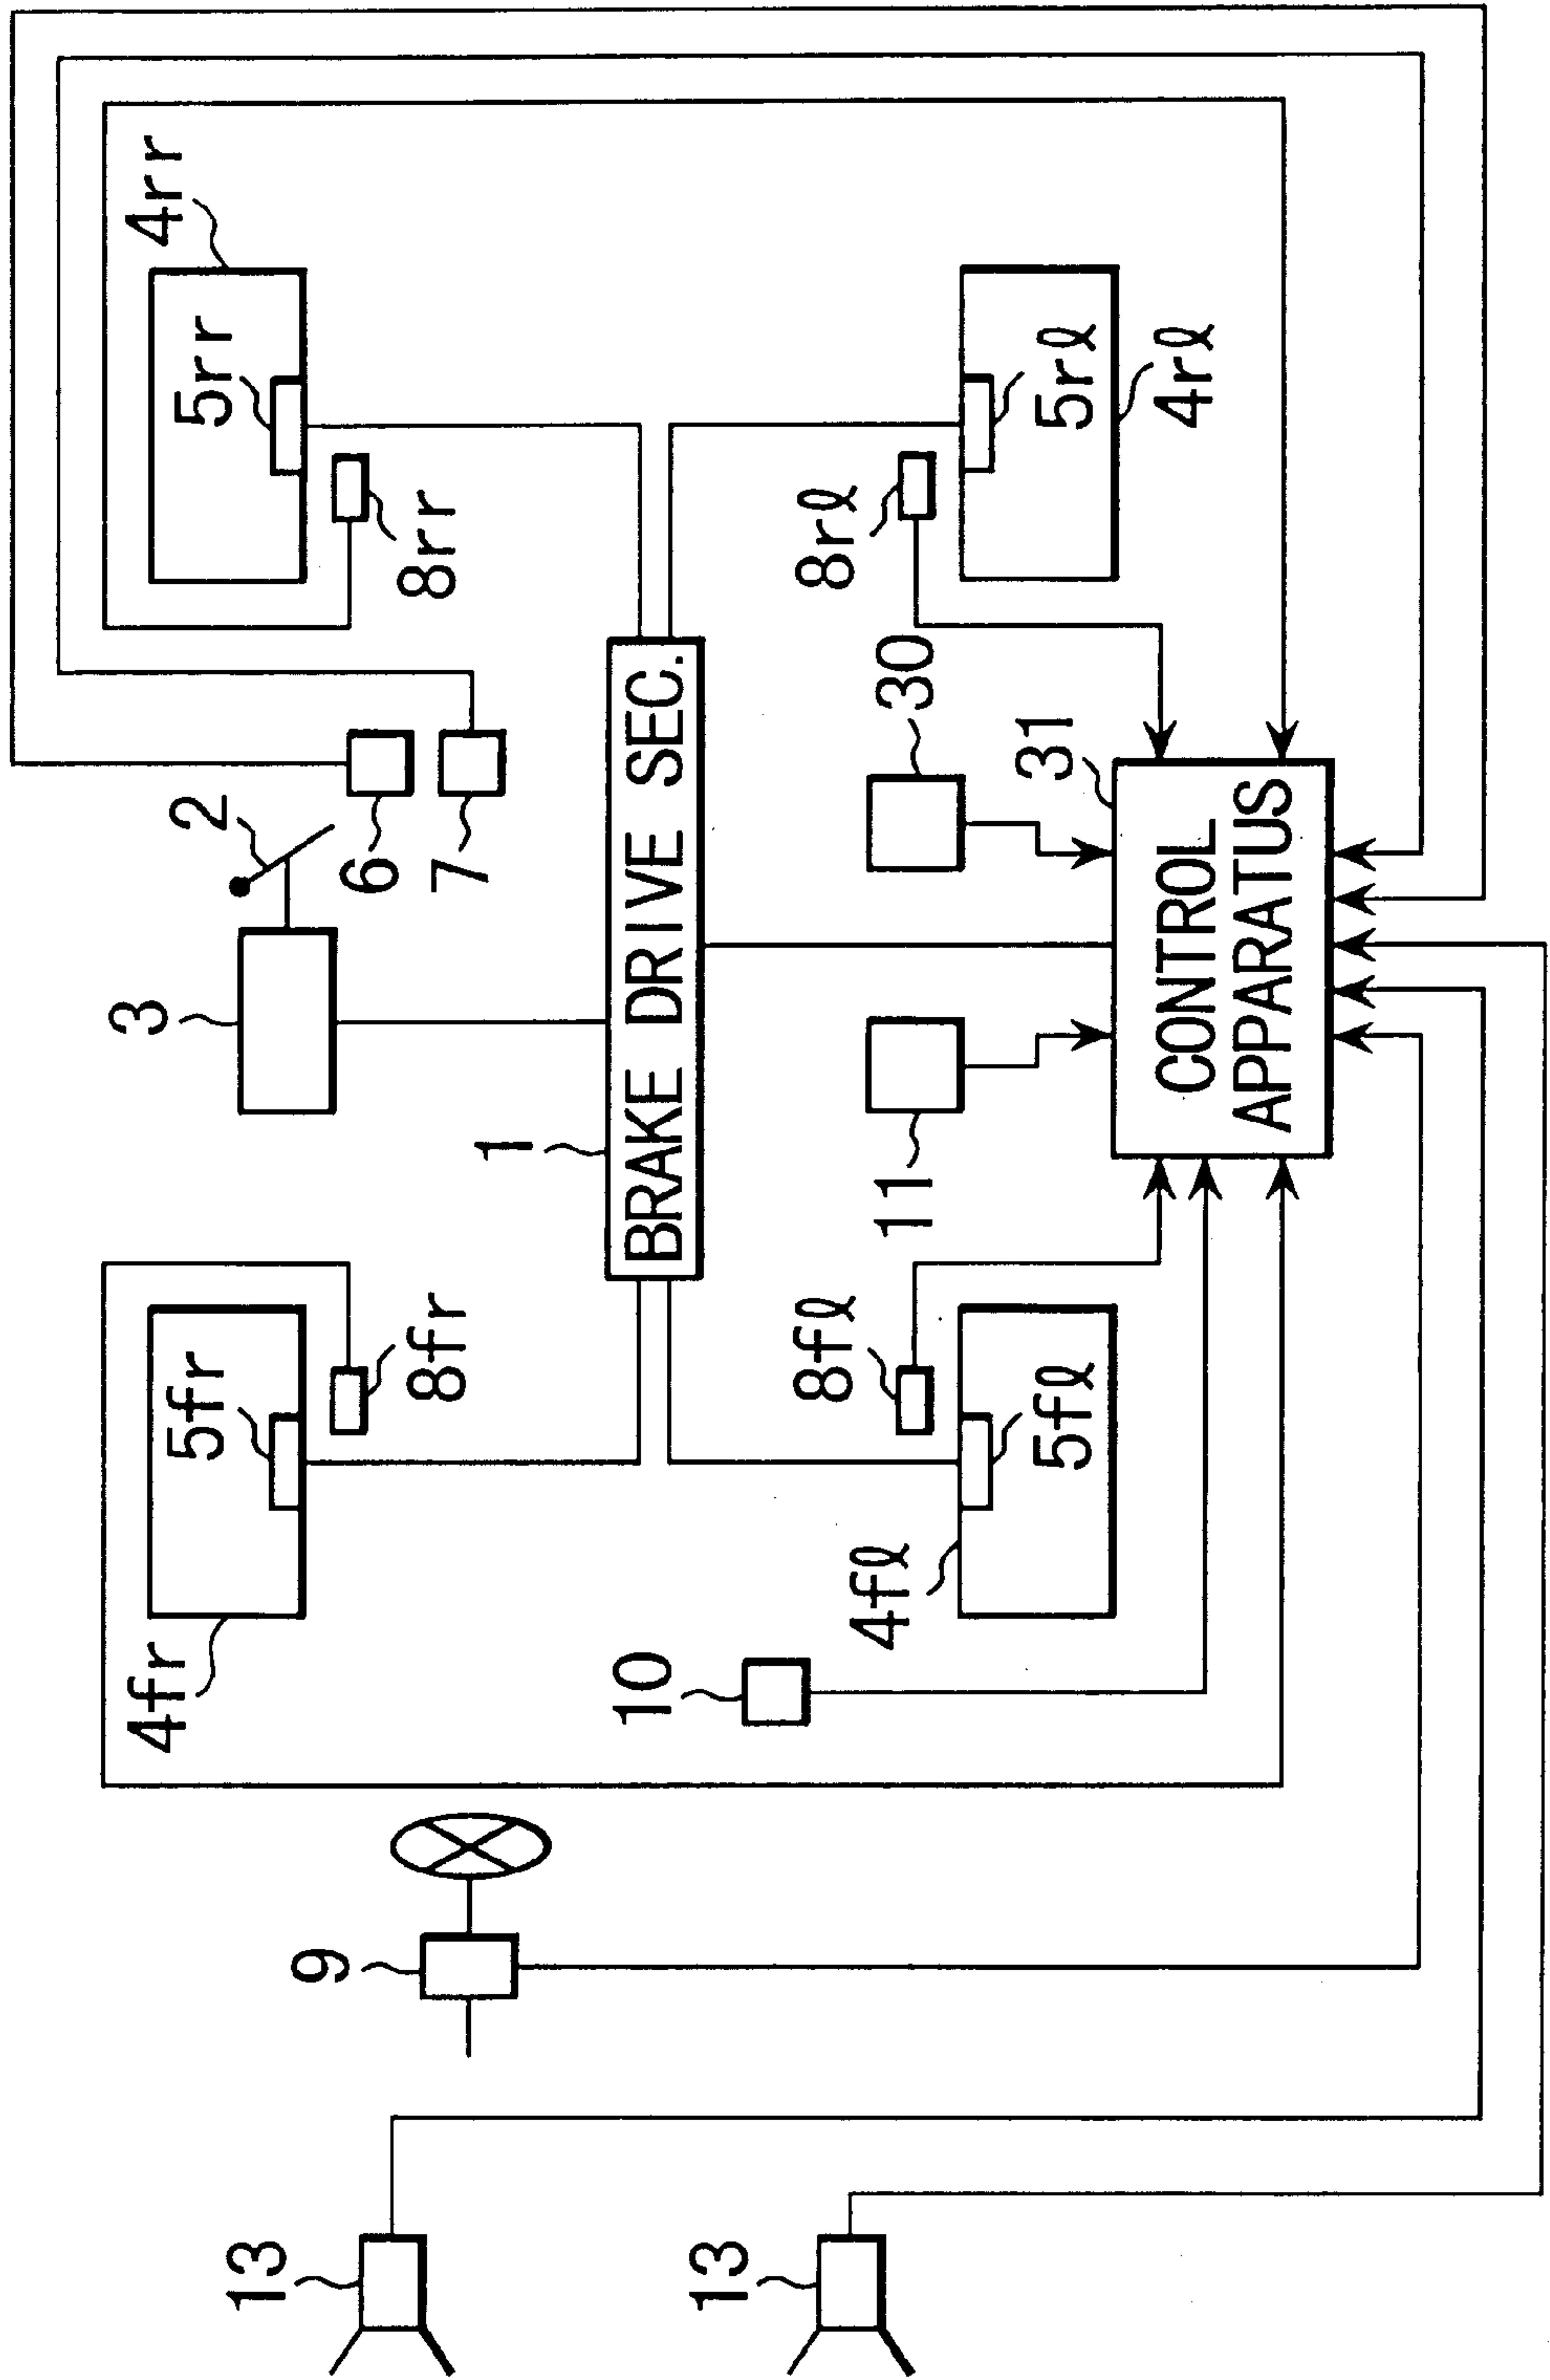 4fr
5fr
8fr
1
3
2
6
7
5rr
4rr
8rr
BRAKE DRIVE SEC.
9
10
4fℓ
5fℓ
8fℓ
11
30
31
CONTROL
APPARATUS
8rℓ
5rℓ
4rℓ
13
13